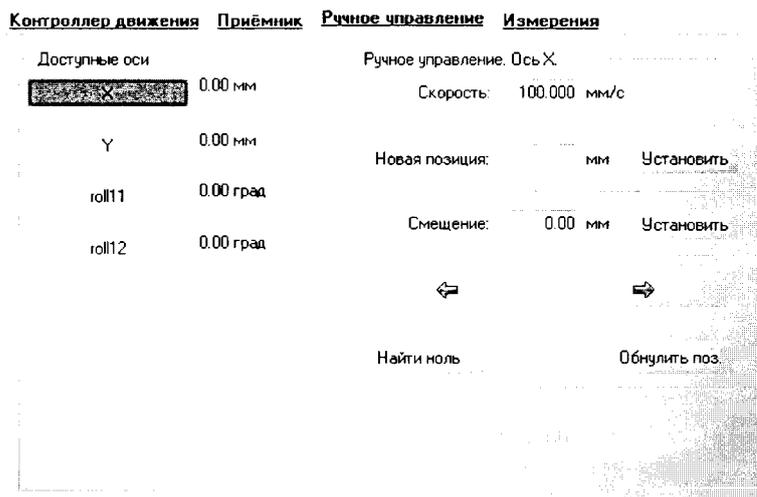 Контроллер движения Приёмник Ручное управление Измерения
Доступные оси
X 0.00 мм
Y 0.00 мм
roll11 0.00 град
roll12 0.00 град
Ручное управление. Ось X.
Скорость: 100.000 мм/с
Новая позиция: мм Установить
Смещение: 0.00 мм Установить
Найти ноль Обнулить поз.